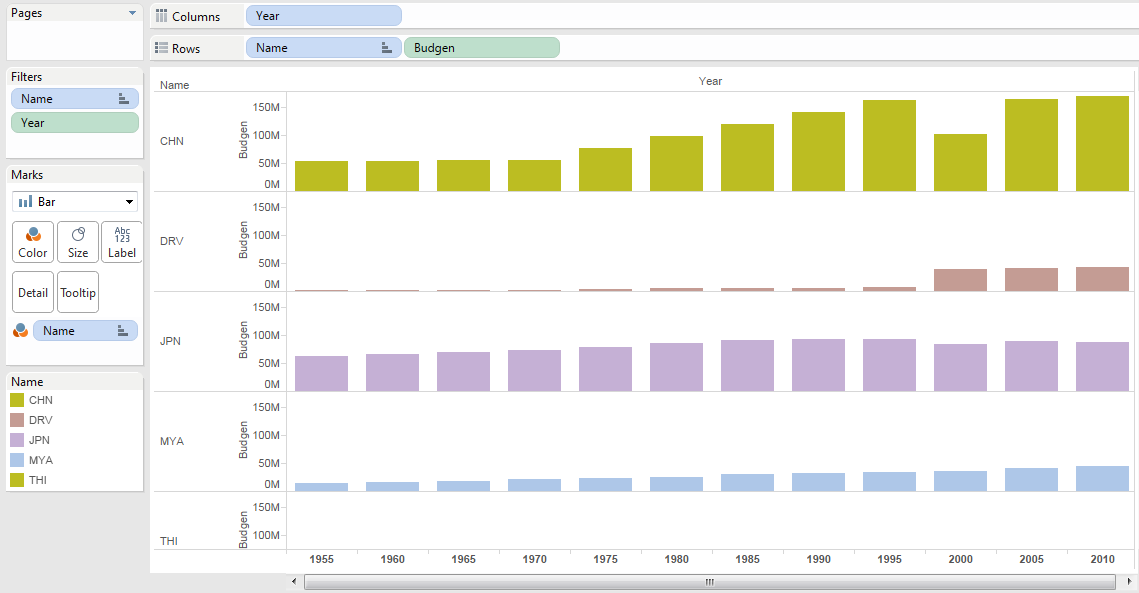 Pages
Columns
Year
Rows
Name
Budgen
Filters
Name
Year
Marks
Bar
Color
Size
Abc
123
Label
Detail
Tooltip
Name
Name
CHN
DRV
JPN
MYA
THI
Name
Year
CHN
Budgen
150M
100M
50M
0M
DRV
Budgen
150M
100M
50M
0M
JPN
Budgen
150M
100M
50M
0M
MYA
Budgen
150M
100M
50M
0M
THI
Budgen
150M
100M
1955 1960 1965 1970 1975 1980 1985 1990 1995 2000 2005 2010